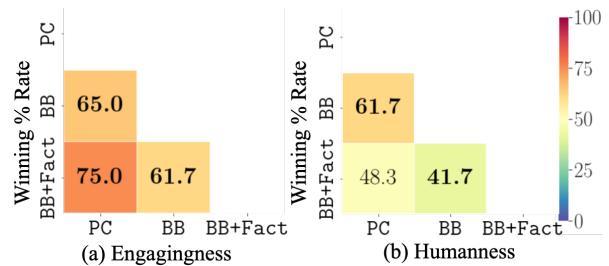 Winning % Rate
PC
BB
BB+Fact
65.0
75.0 61.7
PC BB BB+Fact
(a) Engagingness
Winning % Rate
PC
BB
BB+Fact
61.7
48.3 41.7
PC BB BB+Fact
(b) Humanness
100
75
50
25
0